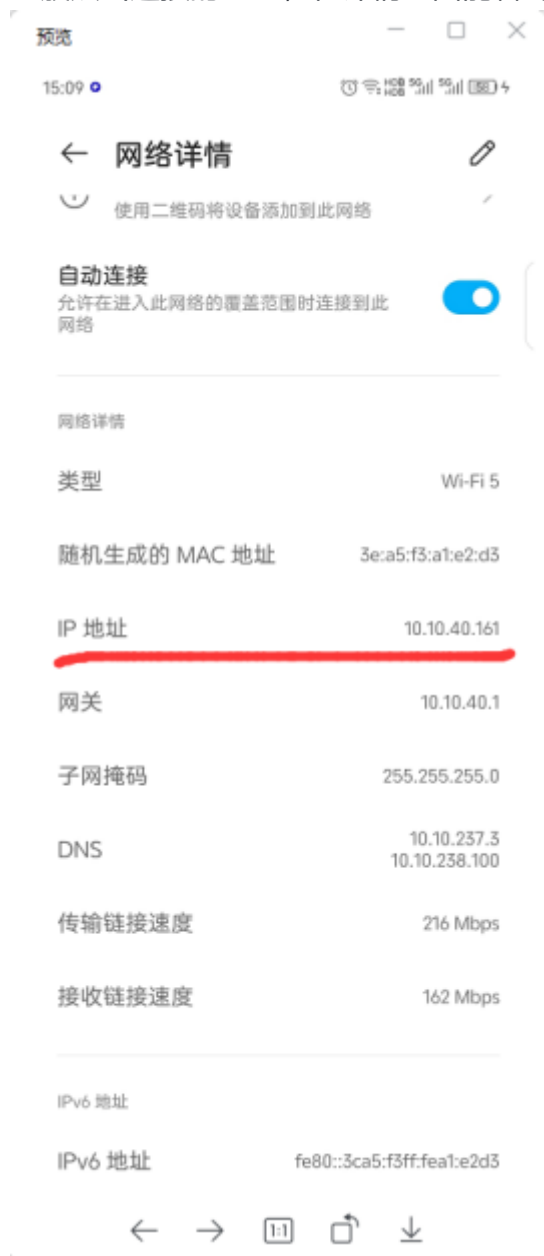 预览
15:09
网络详情
使用二维码将设备添加到此网络
自动连接
允许在进入此网络的覆盖范围时连接到此
网络
网络详情
类型
Wi-Fi 5
随机生成的 MAC 地址
3e:a5:f3:a1:e2:d3
IP 地址
10.10.40.161
网关
10.10.40.1
子网掩码
255.255.255.0
DNS
10.10.237.3
10.10.238.100
传输链接速度
216 Mbps
接收链接速度
162 Mbps
IPv6 地址
IPv6 地址
fe80::3ca5:f3ff:fea1:e2d3
1:1